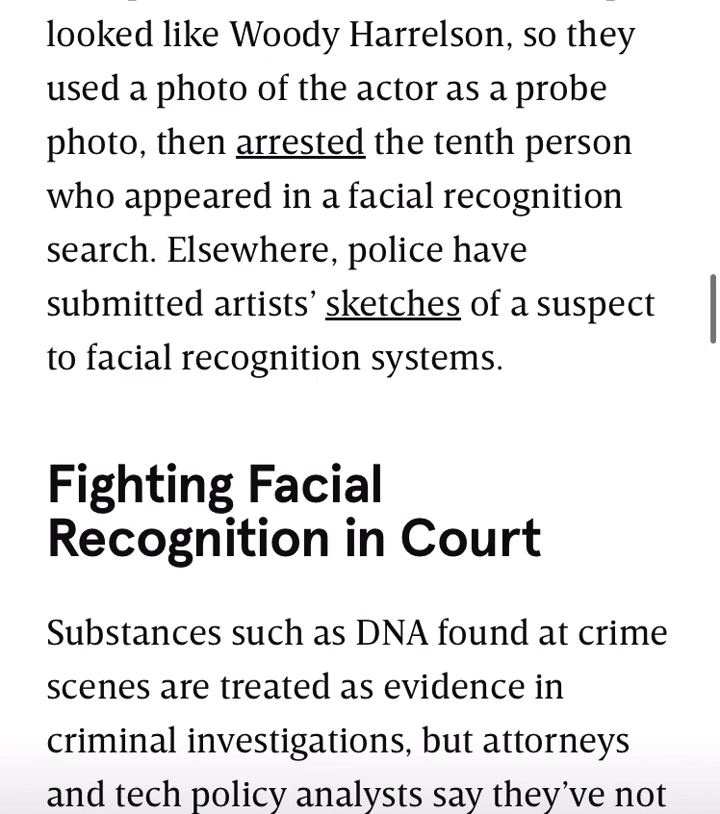 looked like Woody Harrelson, so they
used a photo of the actor as a probe
photo, then arrested the tenth person
who appeared in a facial recognition
search. Elsewhere, police have
submitted artists’ sketches of a suspect
to facial recognition systems.
Fighting Facial
Recognition in Court
Substances such as DNA found at crime
scenes are treated as evidence in
criminal investigations, but attorneys
and tech policy analysts say they’ve not